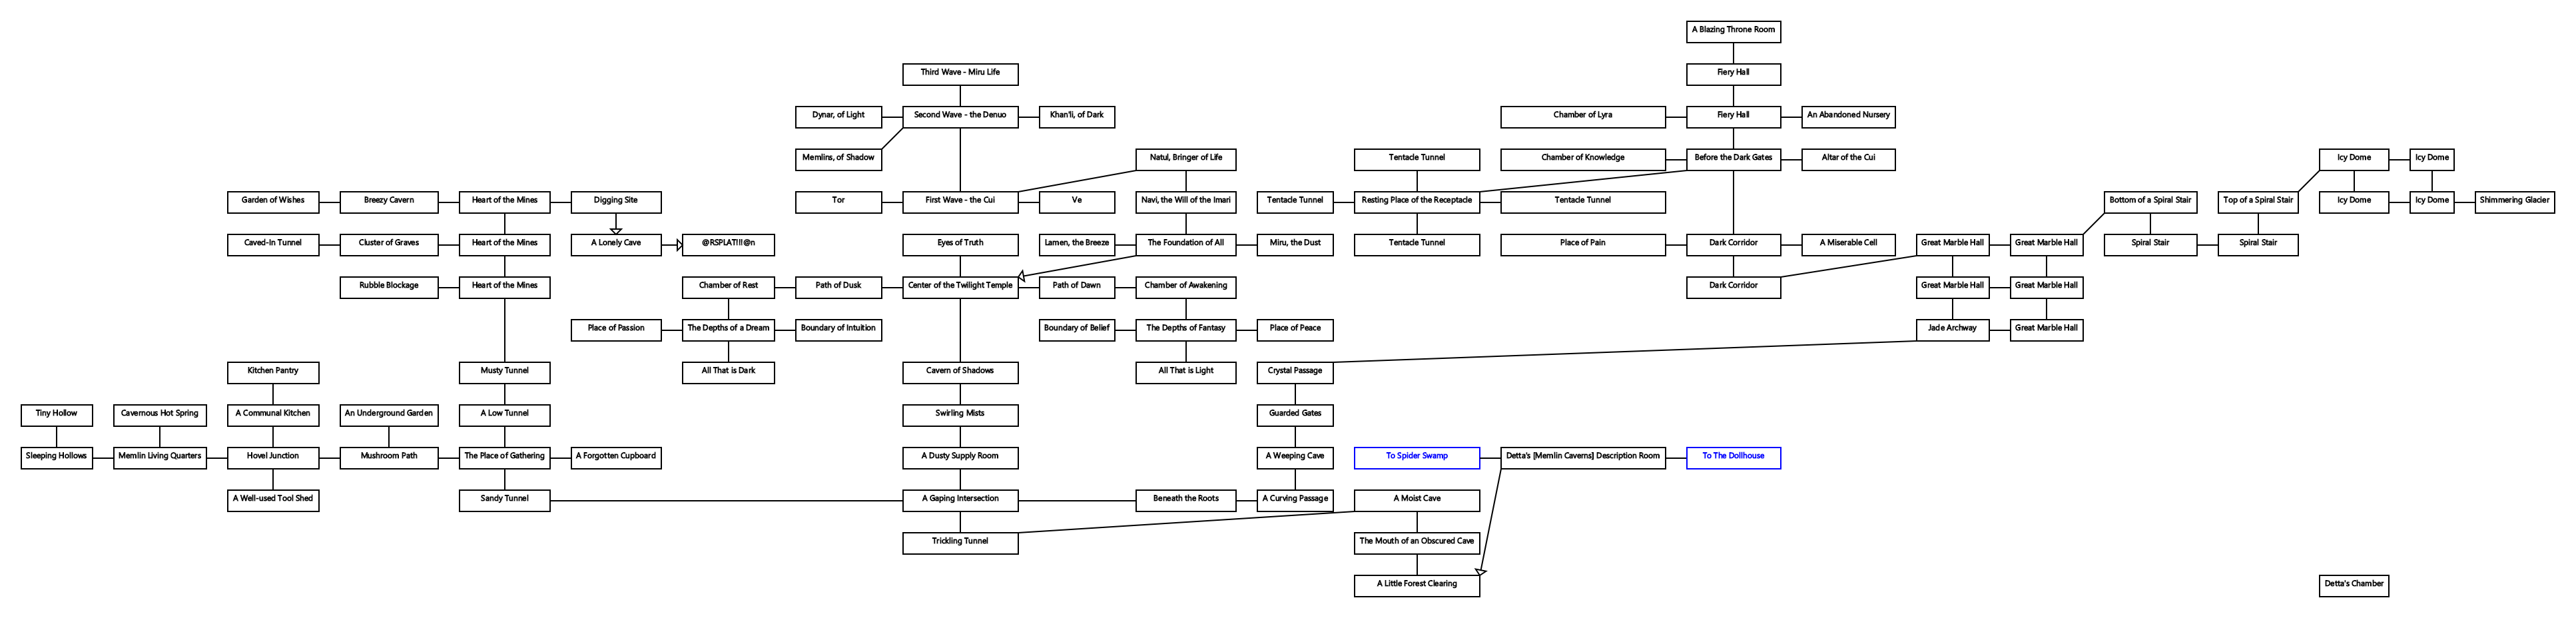 A Blazing Throne Room
Third Wave - Miru Life
Fiery Hall
Dynar, of Light
Second Wave - the Denuo
Khan'li, of Dark
Chamber of Lyra
Fiery Hall
An Abandoned Nursery
Memlins, of Shadow
Natul, Bringer of Life
Tentacle Tunnel
Chamber of Knowledge
Before the Dark Gates
Altar of the Cui
Icy Dome
Icy Dome
Garden of Wishes
Breezy Cavern
Heart of the Mines
Digging Site
Tor
First Wave - the Cui
Ve
Navi, the Will of the Imari
Tentacle Tunnel
Resting Place of the Receptacle
Tentacle Tunnel
Bottom of a Spiral Stair
Top of a Spiral Stair
Icy Dome
Icy Dome
Shimmering Glacier
Caved-In Tunnel
Cluster of Graves
Heart of the Mines
A Lonely Cave
@RSPLAT!!!@n
Eyes of Truth
Lamen, the Breeze
The Foundation of All
Miru, the Dust
Tentacle Tunnel
Place of Pain
Dark Corridor
A Miserable Cell
Great Marble Hall
Great Marble Hall
Spiral Stair
Spiral Stair
Rubble Blockage
Heart of the Mines
Chamber of Rest
Path of Dusk
Center of the Twilight Temple
Path of Dawn
Chamber of Awakening
Dark Corridor
Great Marble Hall
Great Marble Hall
Place of Passion
The Depths of a Dream
Boundary of Intuition
Boundary of Belief
The Depths of Fantasy
Place of Peace
Jade Archway
Great Marble Hall
Kitchen Pantry
Musty Tunnel
All That is Dark
Cavern of Shadows
All That is Light
Crystal Passage
Tiny Hollow
Cavernous Hot Spring
A Communal Kitchen
An Underground Garden
A Low Tunnel
Swirling Mists
Guarded Gates
Sleeping Hollows
Memlin Living Quarters
Hovel Junction
Mushroom Path
The Place of Gathering
A Forgotten Cupboard
A Dusty Supply Room
A Weeping Cave
To Spider Swamp
Detta's [Memlin Caverns] Description Room
To The Dollhouse
A Well-used Tool Shed
Sandy Tunnel
A Gaping Intersection
Beneath the Roots
A Curving Passage
A Moist Cave
Trickling Tunnel
The Mouth of an Obscured Cave
A Little Forest Clearing
Detta's Chamber